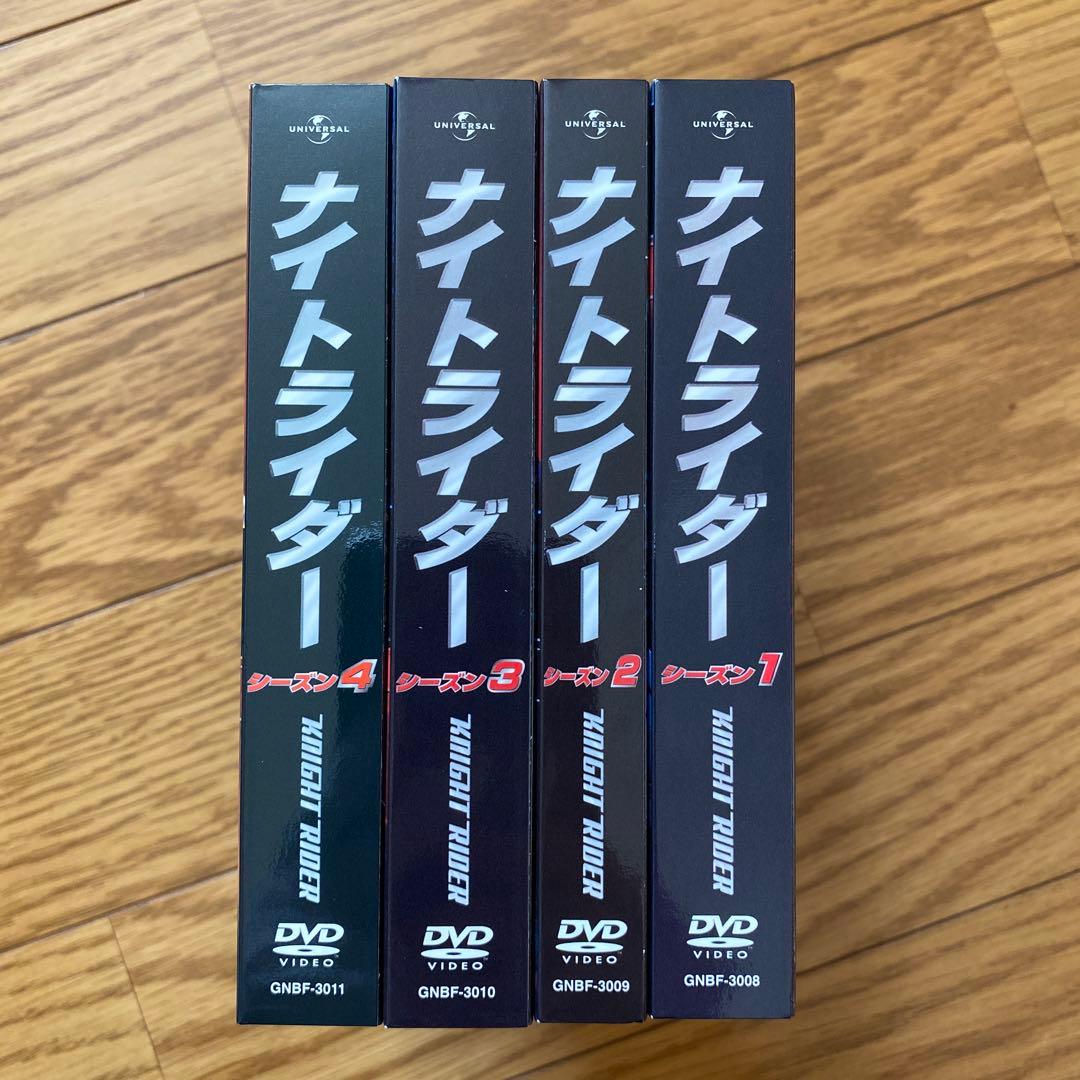 UNIVERSAL
ナイトライダー
シーズン4
KNIGHT RIDER
DVD
VIDEO
GNBF-3011
UNIVERSAL
ナイトライダー
シーズン3
KNIGHT RIDER
DVD
VIDEO
GNBF-3010
UNIVERSAL
ナイトライダー
シーズン2
KNIGHT RIDER
DVD
VIDEO
GNBF-3009
UNIVERSAL
ナイトライダー
シーズン1
KNIGHT RIDER
DVD
VIDEO
GNBF-3008